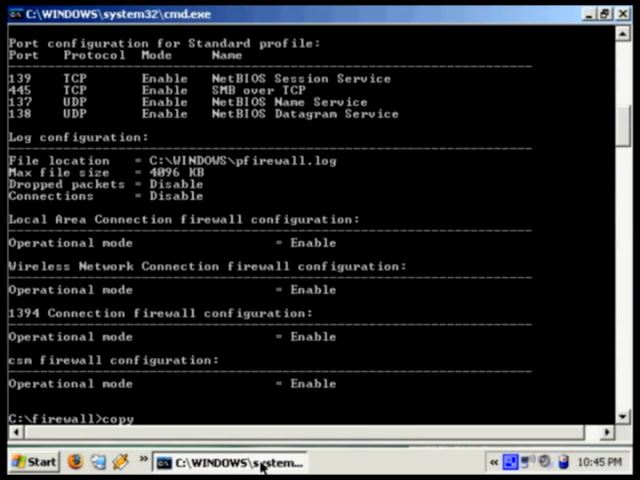 C:\WINDOWS\system32\cmd.exe
Port configuration for Standard profile:
Port Protocol Mode Name
139 TCP Enable NetBIOS Session Service
445 TCP Enable SMB over TCP
137 UDP Enable NetBIOS Name Service
138 UDP Enable NetBIOS Datagram Service
Log configuration:
File location = C:\WINDOWS\pfirewall.log
Max file size = 4096 KB
Dropped packets = Disable
Connections = Disable
Local Area Connection firewall configuration:
Operational mode = Enable
Wireless Network Connection firewall configuration:
Operational mode = Enable
1394 Connection firewall configuration:
Operational mode = Enable
csm firewall configuration:
Operational mode = Enable
C:\firewall>copy
Start C:\WINDOWS\system... 10:45 PM